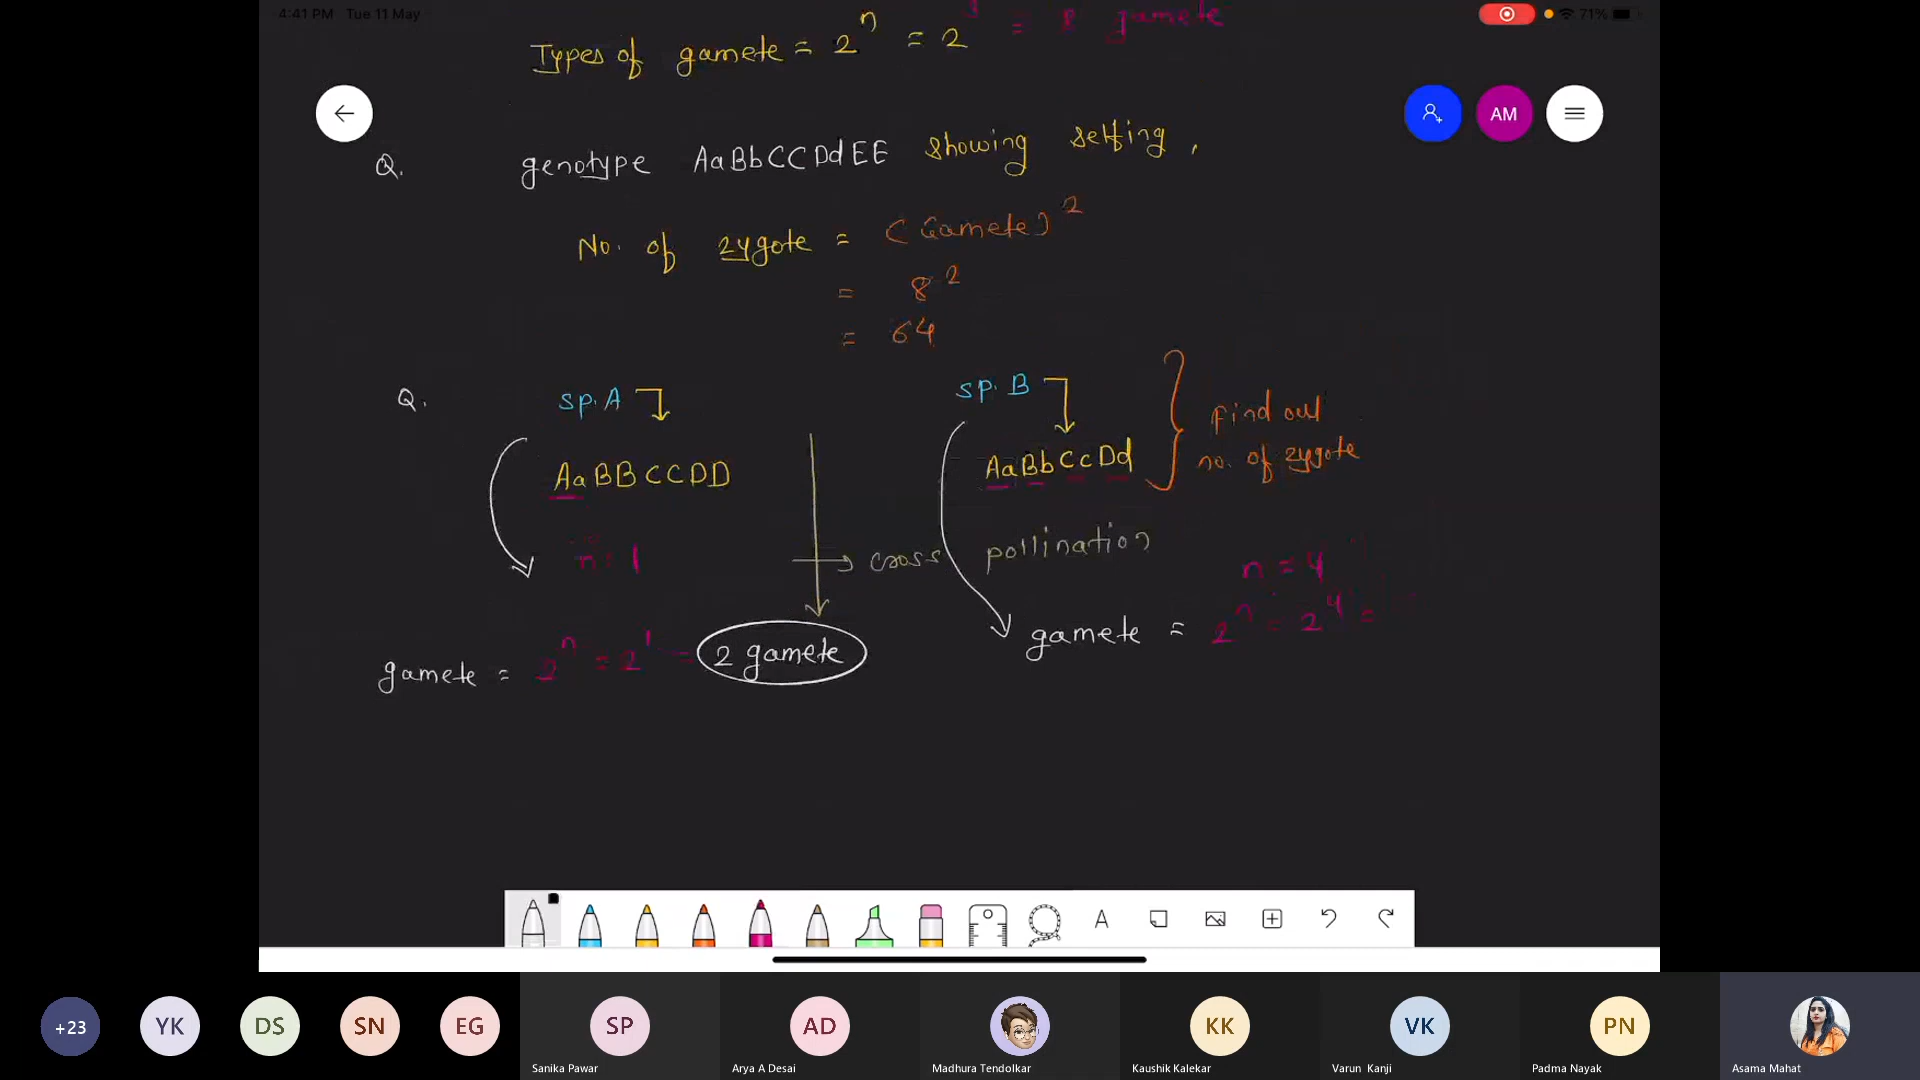 4:41 PM Tue 11 May
71%
Types of gamete = 2^n = 2^3 = 8 gamete
AM
Q. genotype AaBbCCDdEE showing selfing,
No. of zygote = (Gamete)^2
= 8^2
= 64
Q. sp. A sp. B
AaBBCCDD AaBbCcDd
find out
no. of zygote
n = 1
cross pollination
n = 4
gamete = 2^n = 2^1 = 2 gamete
gamete = 2^n = 2^4 =
A
+23 YK DS SN EG SP AD KK VK PN
Sanika Pawar Arya A Desai Madhura Tendolkar Kaushik Kalekar Varun Kanji Padma Nayak Asama Mahat